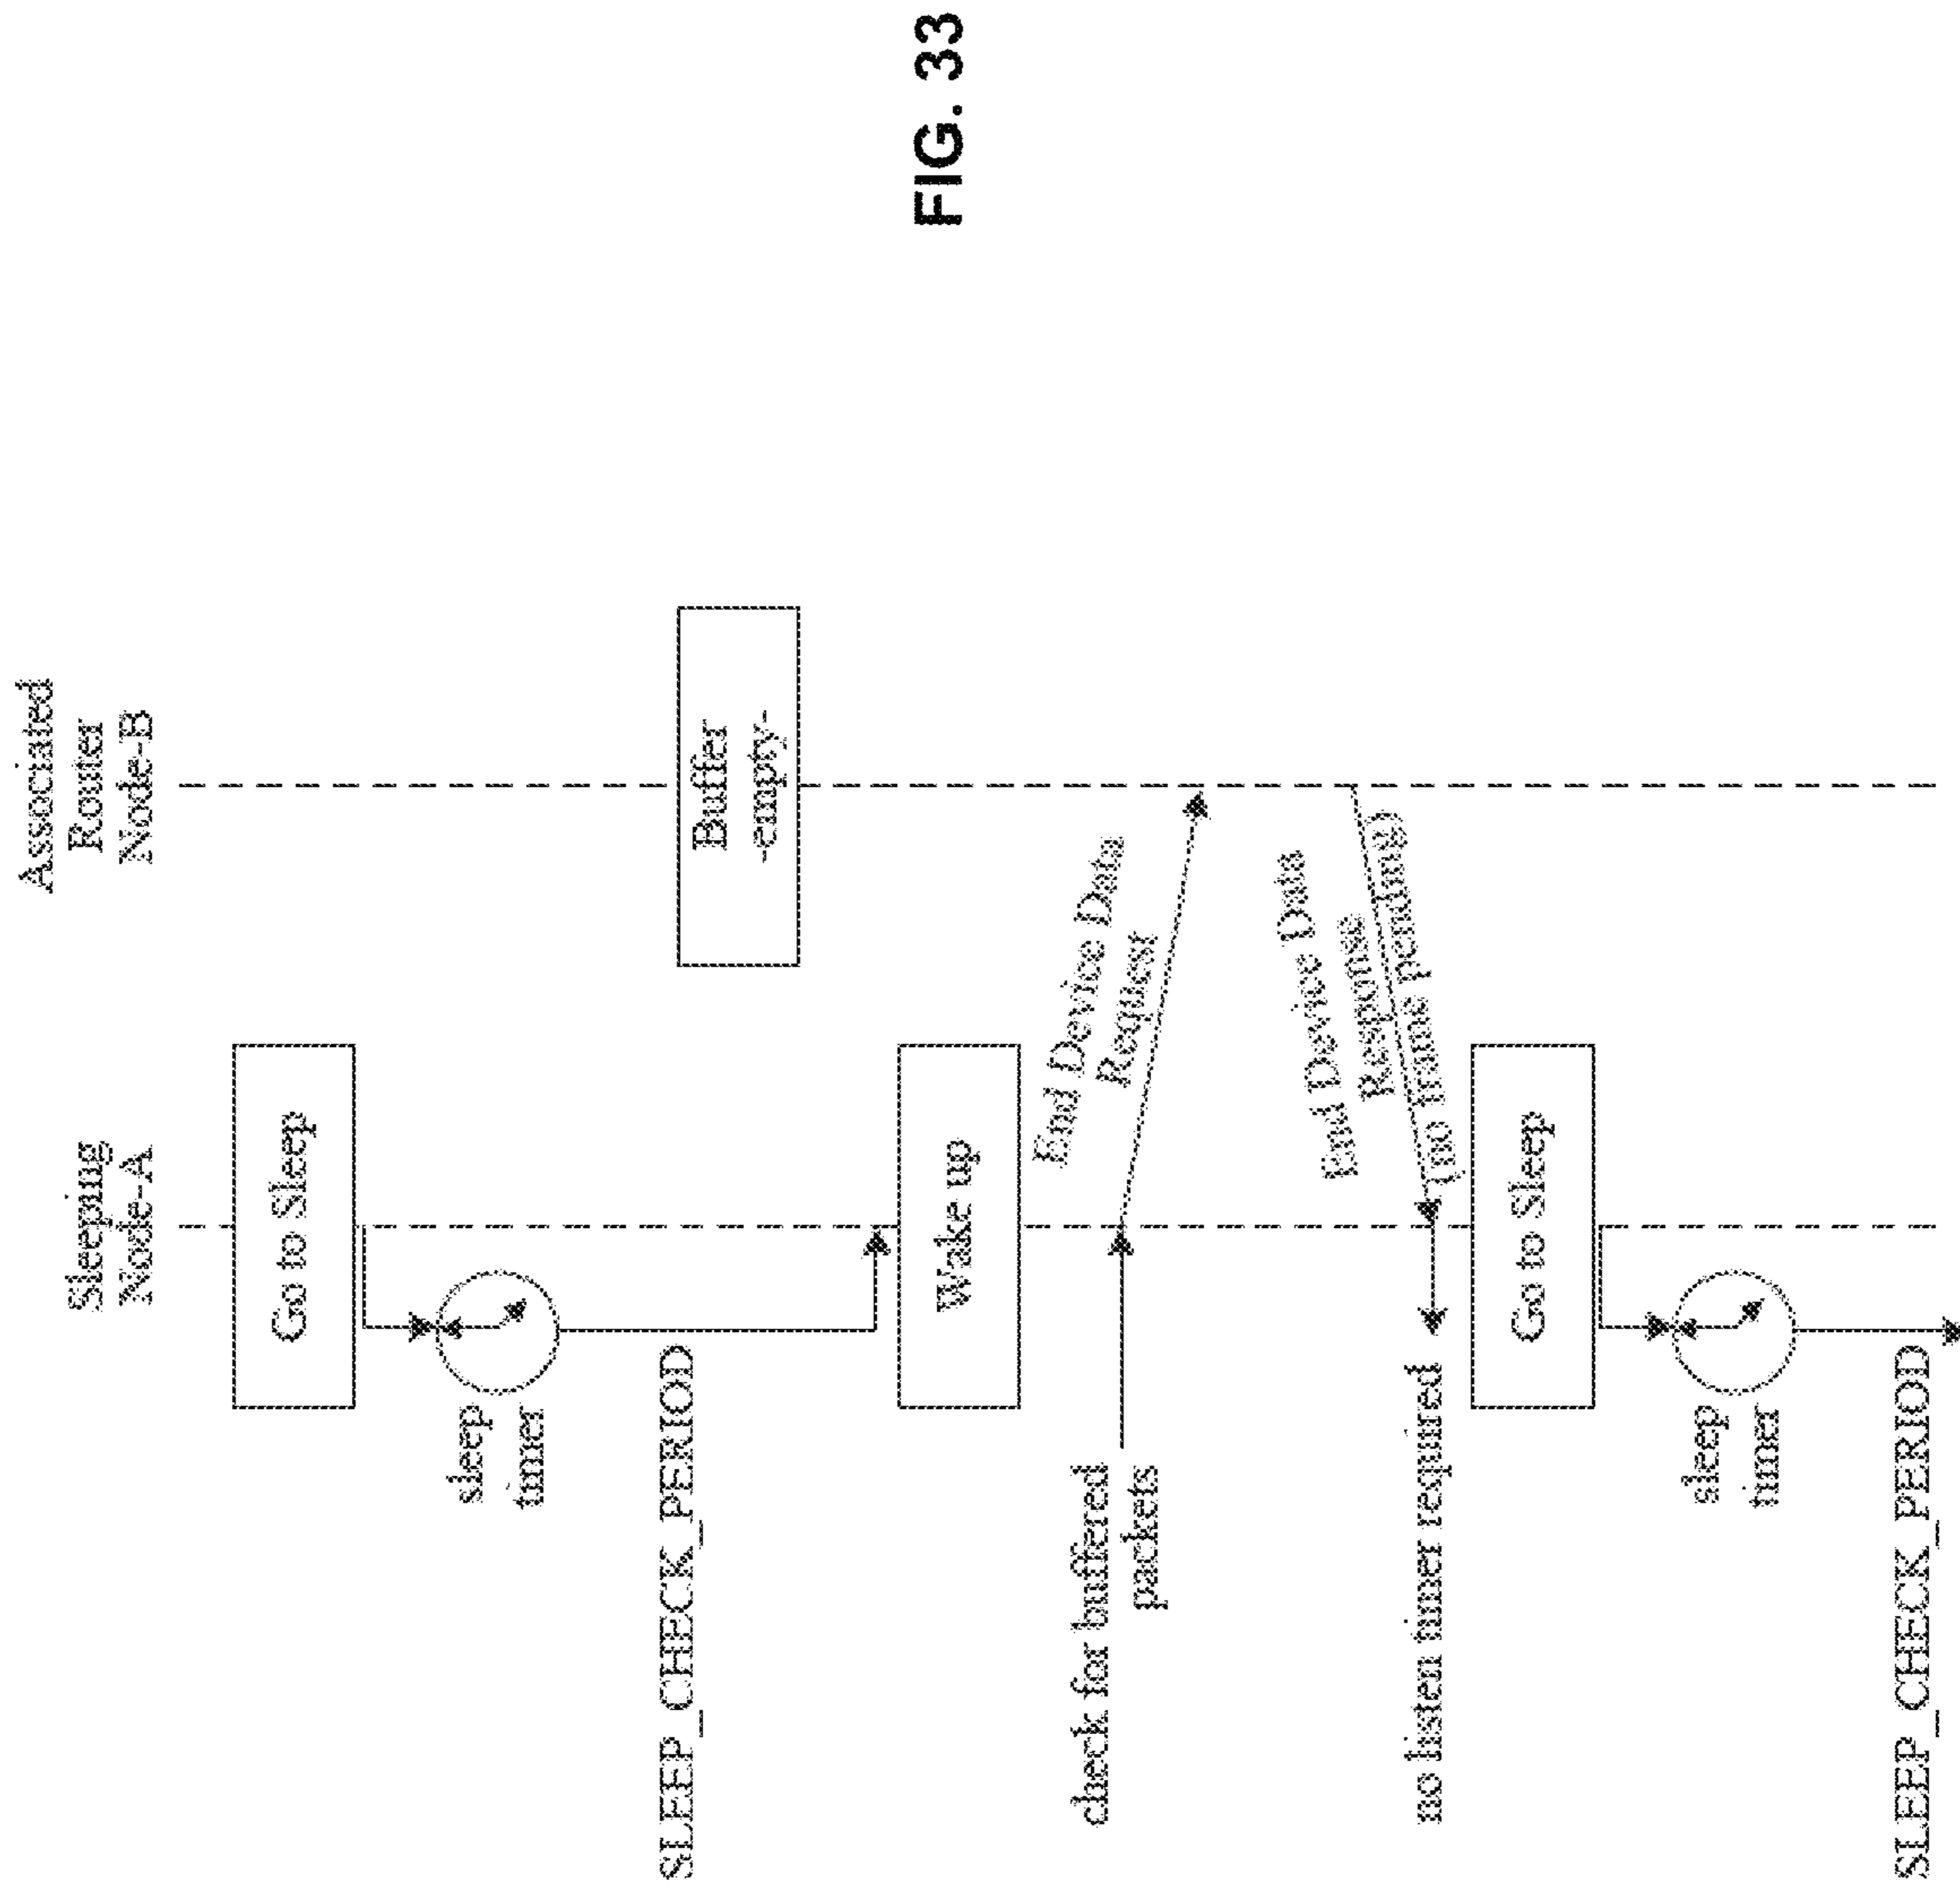 Sleeping
Node-A
Associated
Router
Node-B
Go to Sleep
sleep
timer
SLEEP_CHECK_PERIOD
Buffer
-empty-
Wake up
check for buffered
packets
End Device Data
Request
End Device Data
Response
(no frame pending)
no listen timer required
Go to Sleep
sleep
timer
SLEEP_CHECK_PERIOD
FIG. 33